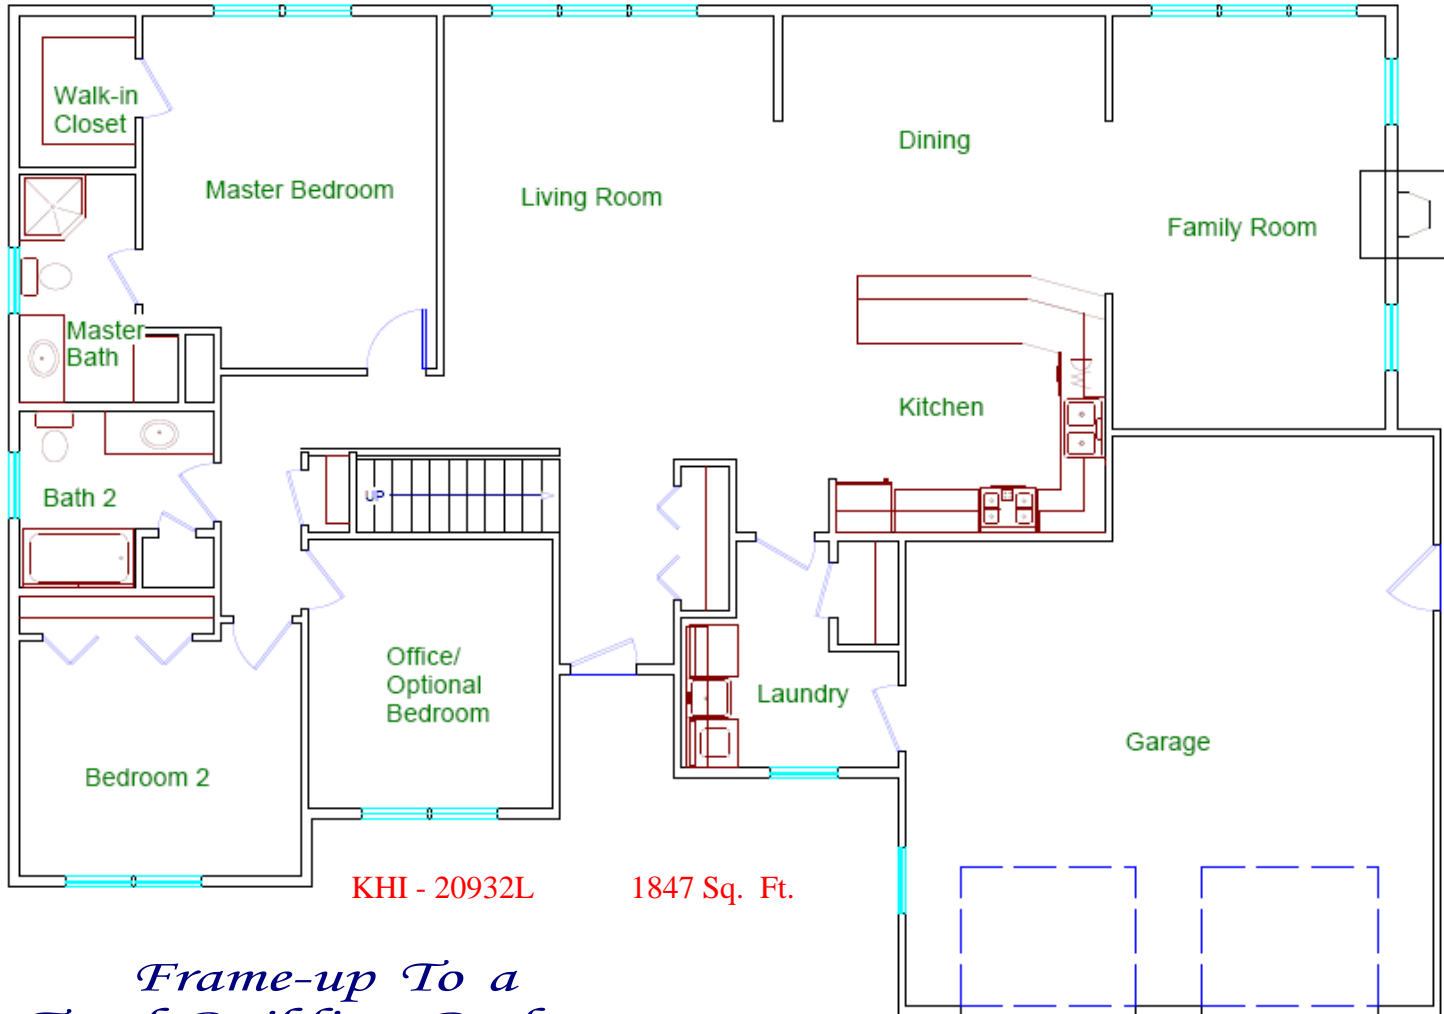 Walk-in
Closet
Master Bedroom
Living Room
Dining
Family Room
Master
Bath
Kitchen
Bath 2
UP
Office/
Optional
Bedroom
Laundry
Garage
Bedroom 2
KHI - 20932L
1847 Sq. Ft.
Frame-up To a